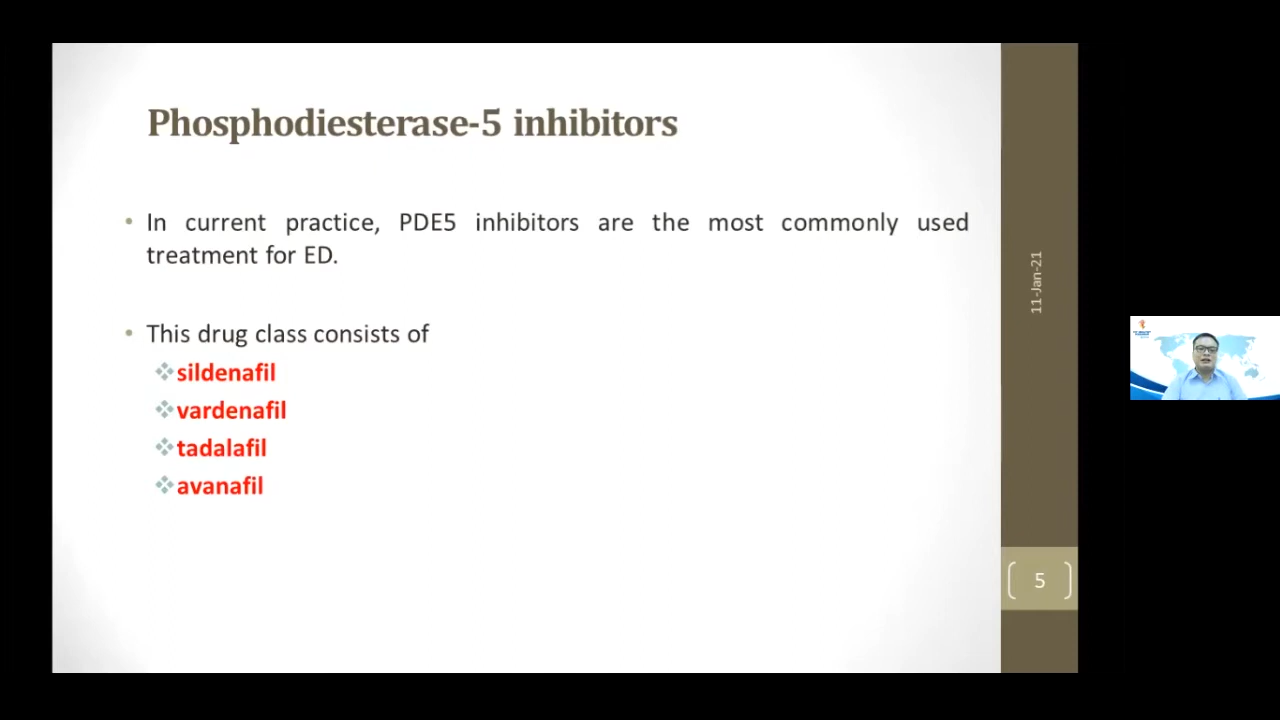 Phosphodiesterase-5 inhibitors
• In current practice, PDE5 inhibitors are the most commonly used
treatment for ED.
• This drug class consists of
❖sildenafil
❖vardenafil
❖tadalafil
❖avanafil
11-Jan-21
5